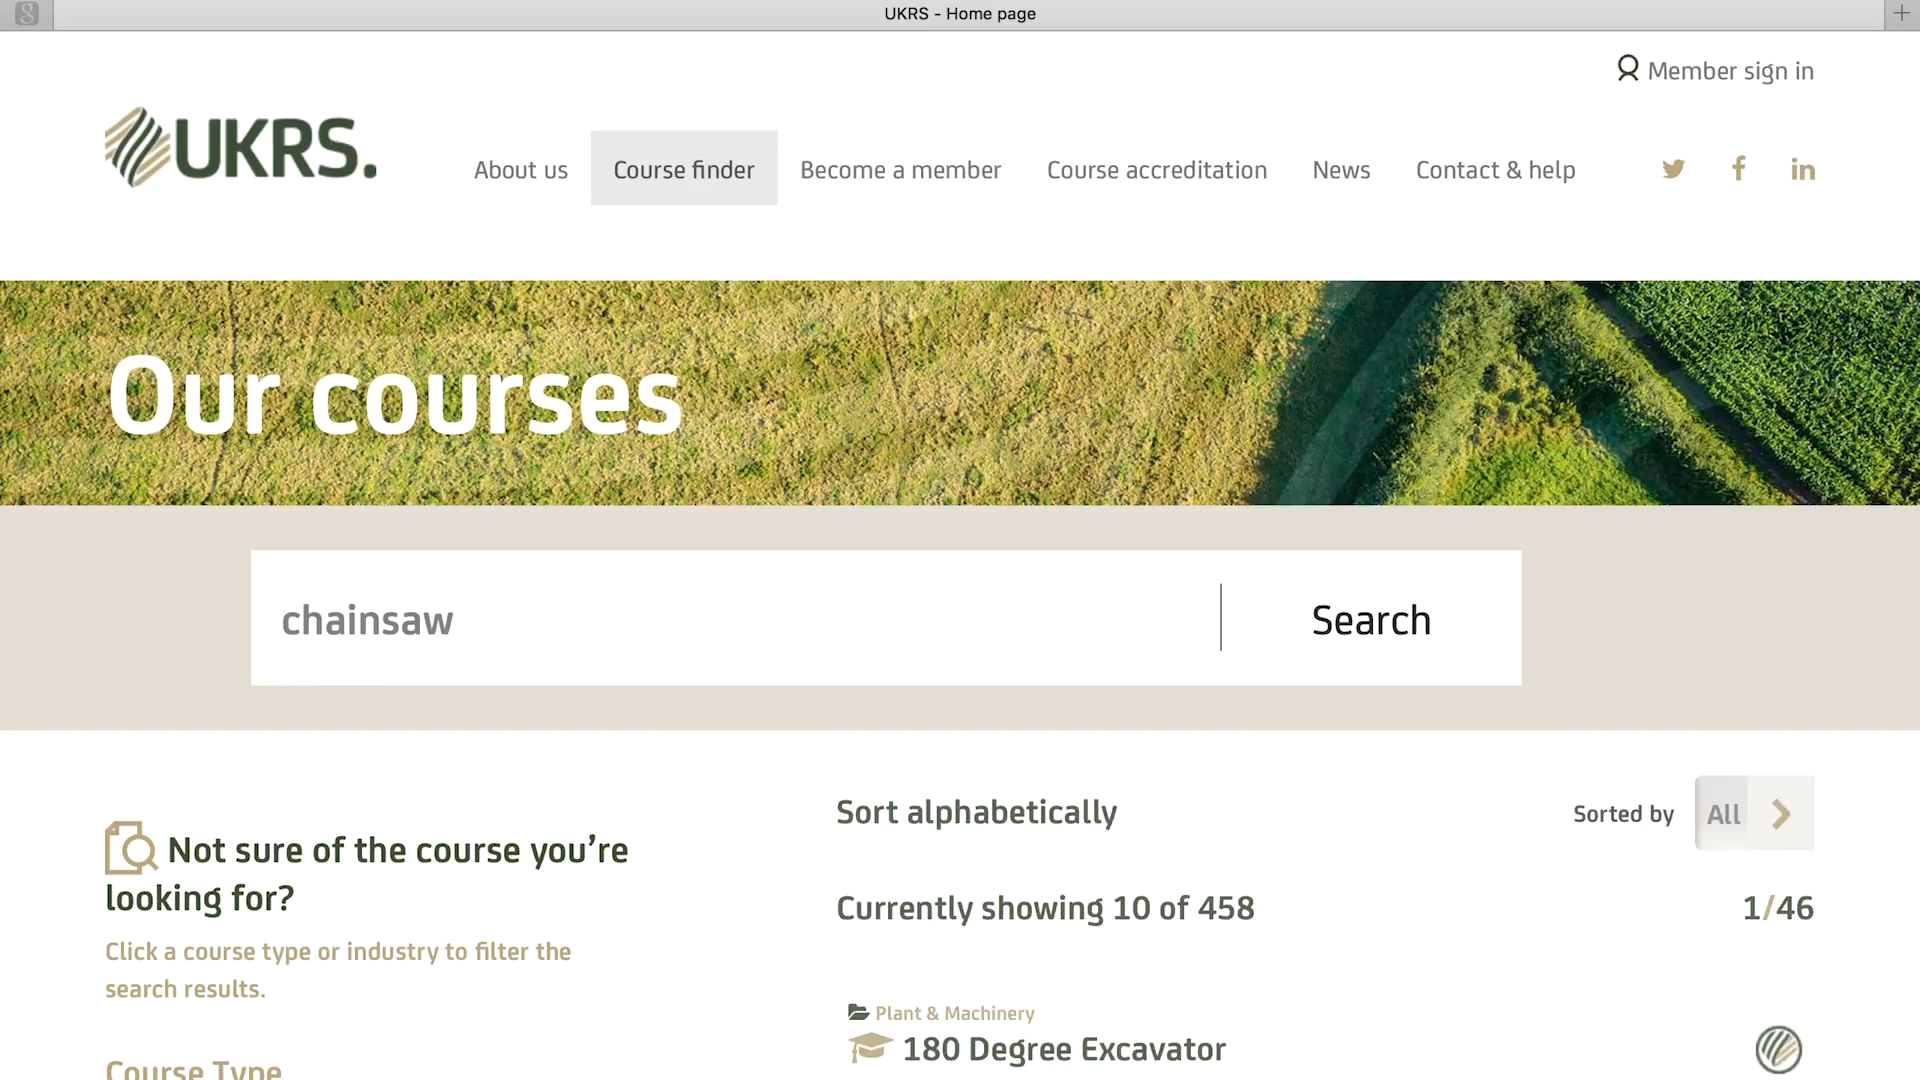 UKRS - Home page
Member sign in
UKRS.
About us
Course finder
Become a member
Course accreditation
News
Contact & help
Our courses
chainsaw
Search
Not sure of the course you’re
looking for?
Click a course type or industry to filter the
search results.
Course Type
Sort alphabetically
Sorted by
All
Currently showing 10 of 458
1/46
Plant & Machinery
180 Degree Excavator